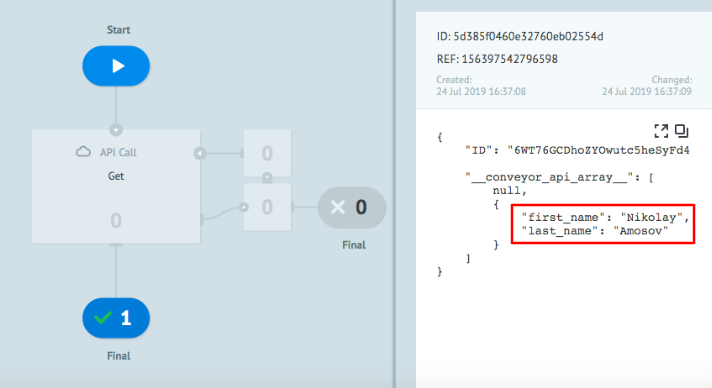 Start
API Call
Get
0
0
0
0
Final
1
Final
ID: 5d385f0460e32760eb02554d
REF: 156397542796598
Created:
Changed:
24 Jul 2019 16:37:08
24 Jul 2019 16:37:09
{
"ID": "6WT76GCDhoZYOwutc5heSyFd4
"__conveyor_api_array__": [
null,
{
"first_name": "Nikolay",
"last_name": "Amosov"
}
]
}